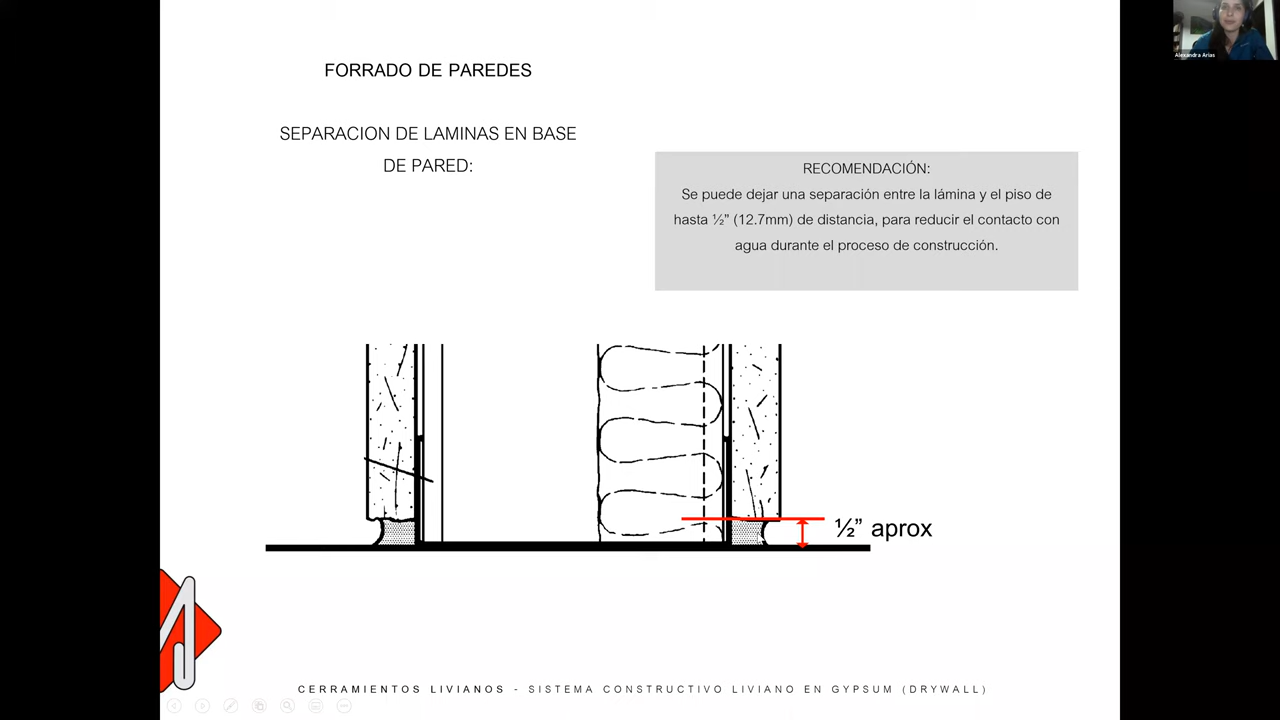 Alexandra Arias
FORRADO DE PAREDES
SEPARACION DE LAMINAS EN BASE
DE PARED:
RECOMENDACIÓN:
Se puede dejar una separación entre la lámina y el piso de
hasta ½” (12.7mm) de distancia, para reducir el contacto con
agua durante el proceso de construcción.
½” aprox
CERRAMIENTOS LIVIANOS - SISTEMA CONSTRUCTIVO LIVIANO EN GYPSUM (DRYWALL)